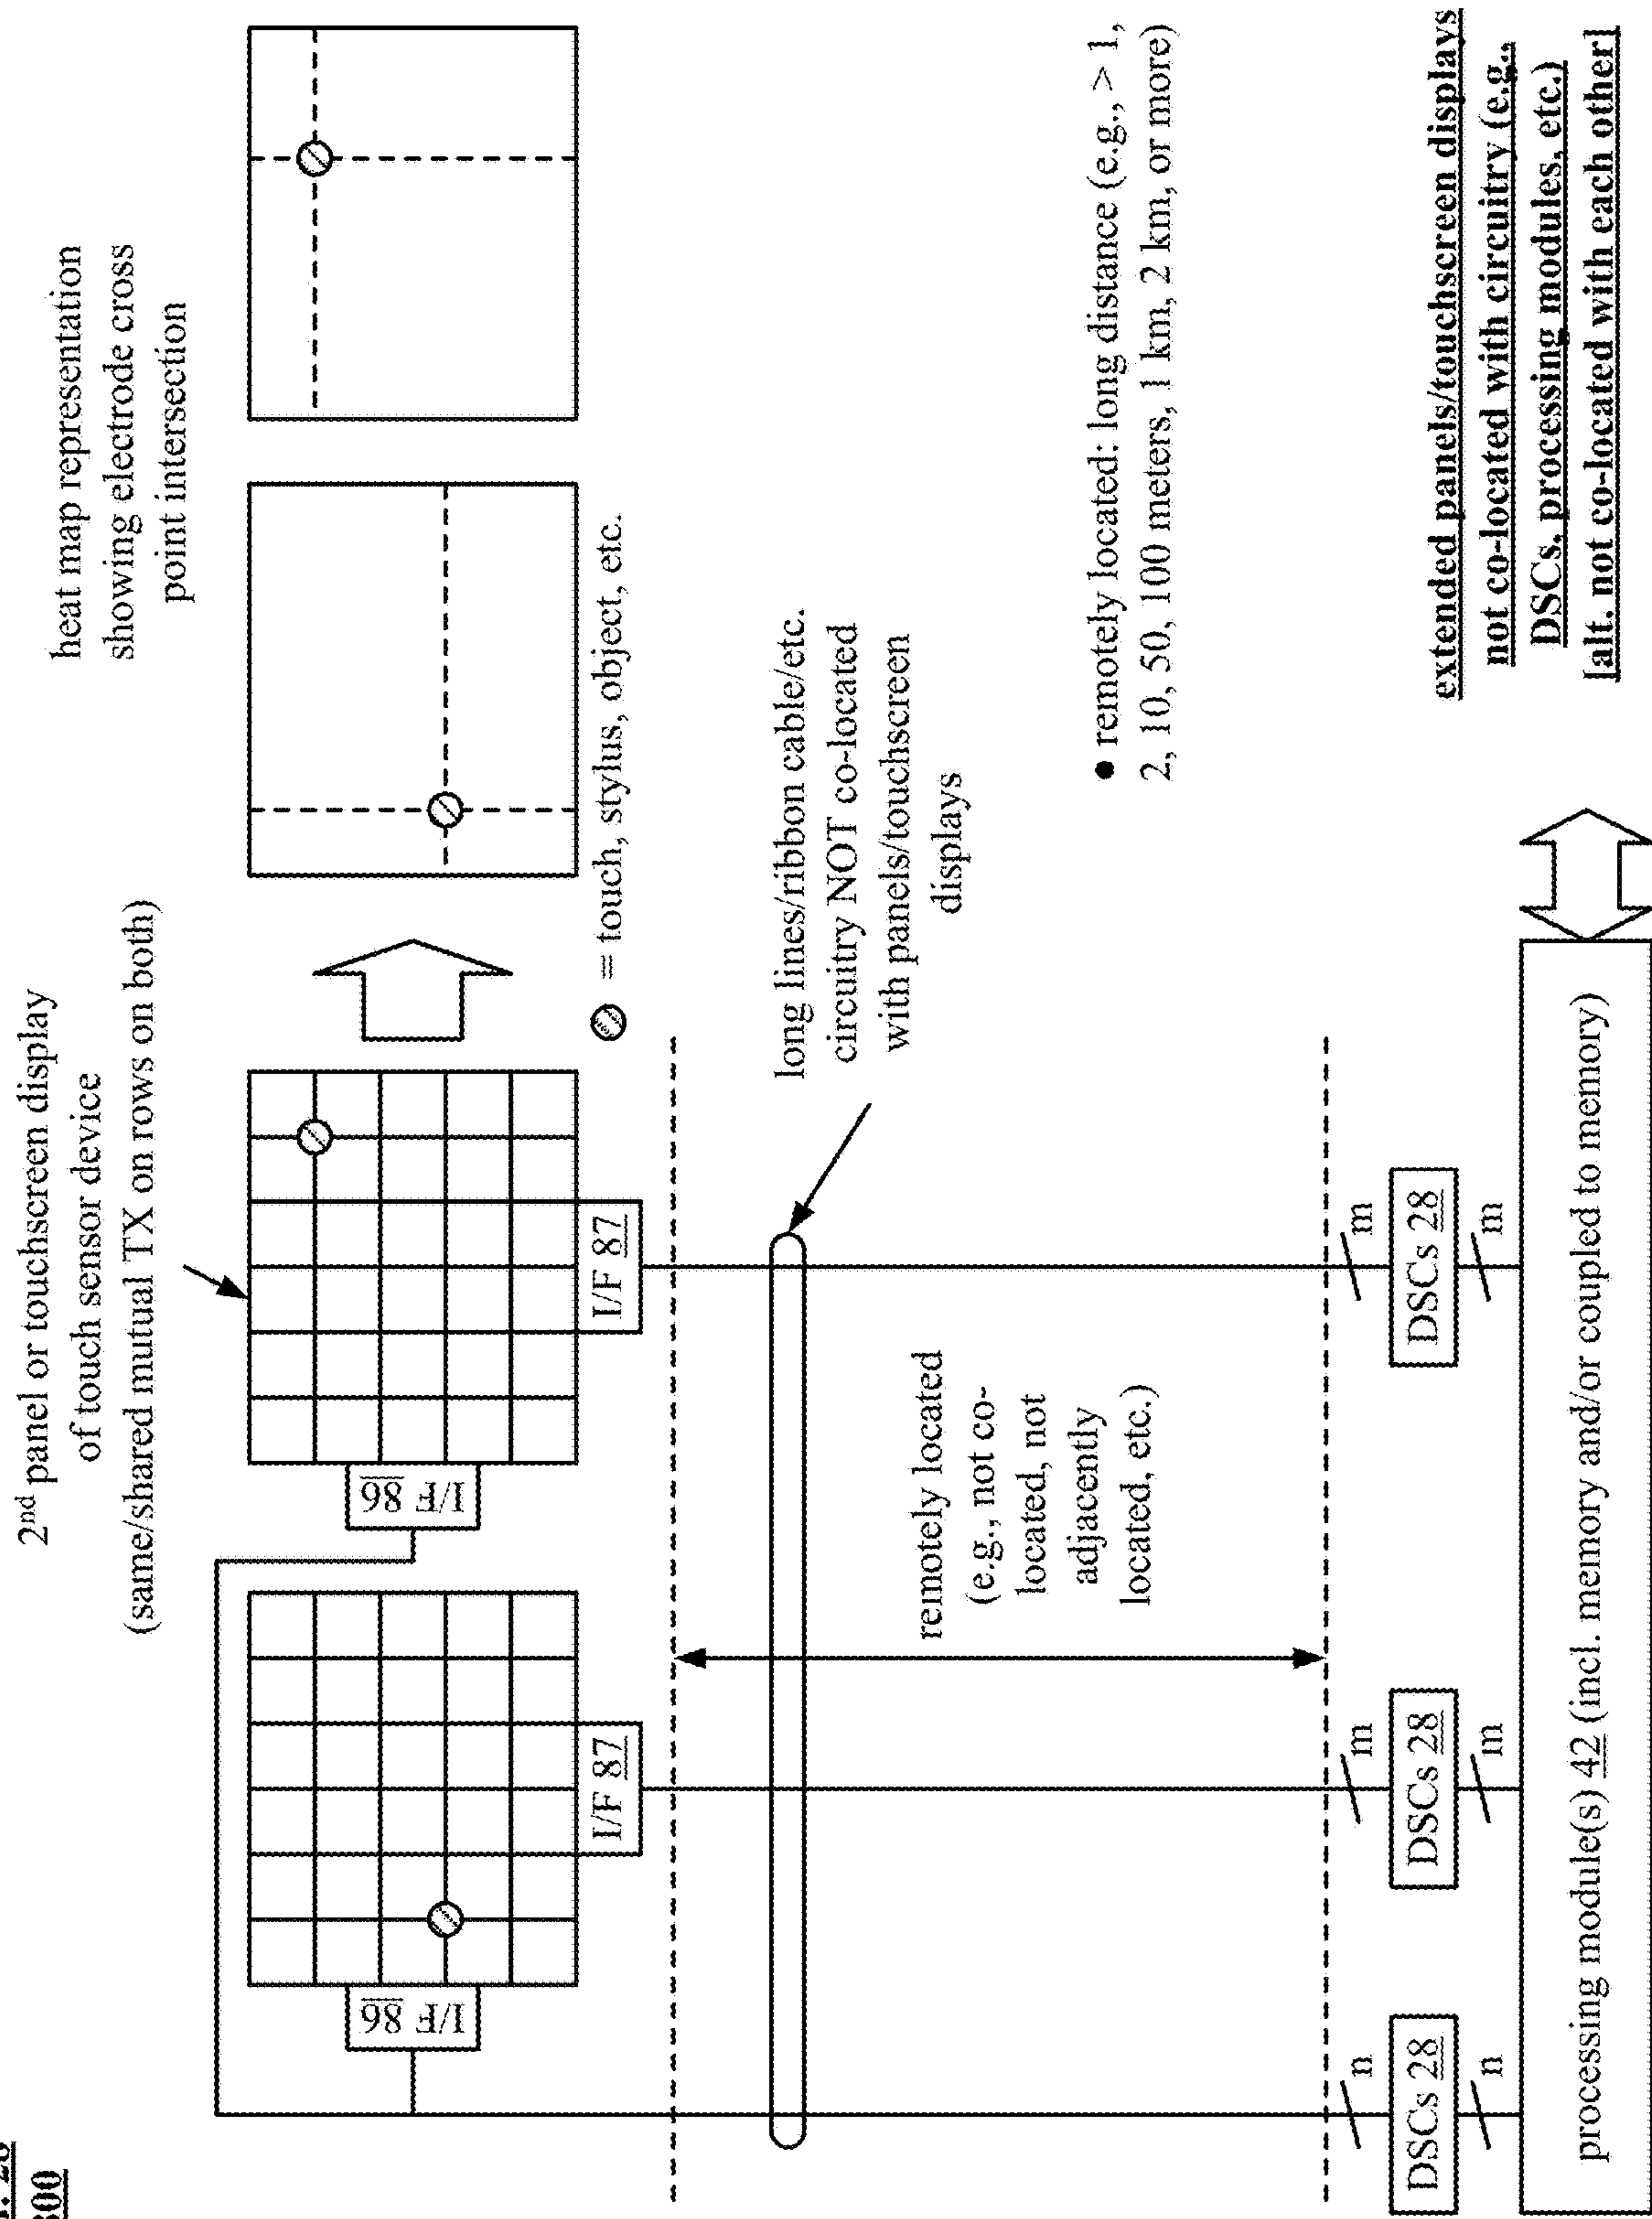 2nd panel or touchscreen display
of touch sensor device
(same/shared mutual TX on rows on both)
heat map representation
showing electrode cross
point intersection
I/F 86
I/F 86
I/F 87
I/F 87
= touch, stylus, object, etc.
long lines/ribbon cable/etc.
circuitry NOT co-located
with panels/touchscreen
displays
remotely located
(e.g., not co-
located, not
adjacently
located, etc.)
• remotely located: long distance (e.g., > 1,
2, 10, 50, 100 meters, 1 km, 2 km, or more)
n
m
m
DSCs 28
DSCs 28
DSCs 28
n
m
m
processing module(s) 42 (incl. memory and/or coupled to memory)
extended panels/touchscreen displays
not co-located with circuitry (e.g.,
DSCs, processing modules, etc.)
[alt. not co-located with each other]